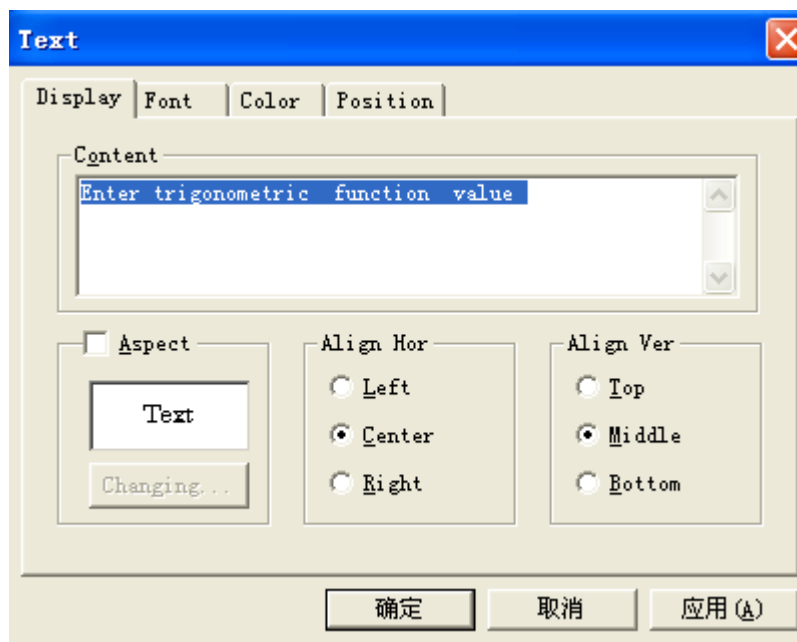 Text
Display Font Color Position
Content
Enter trigonometric function value
Aspect Align Hor Align Ver
Left Top
Text
Center Middle
Changing... Right Bottom
确定 取消 应用(A)